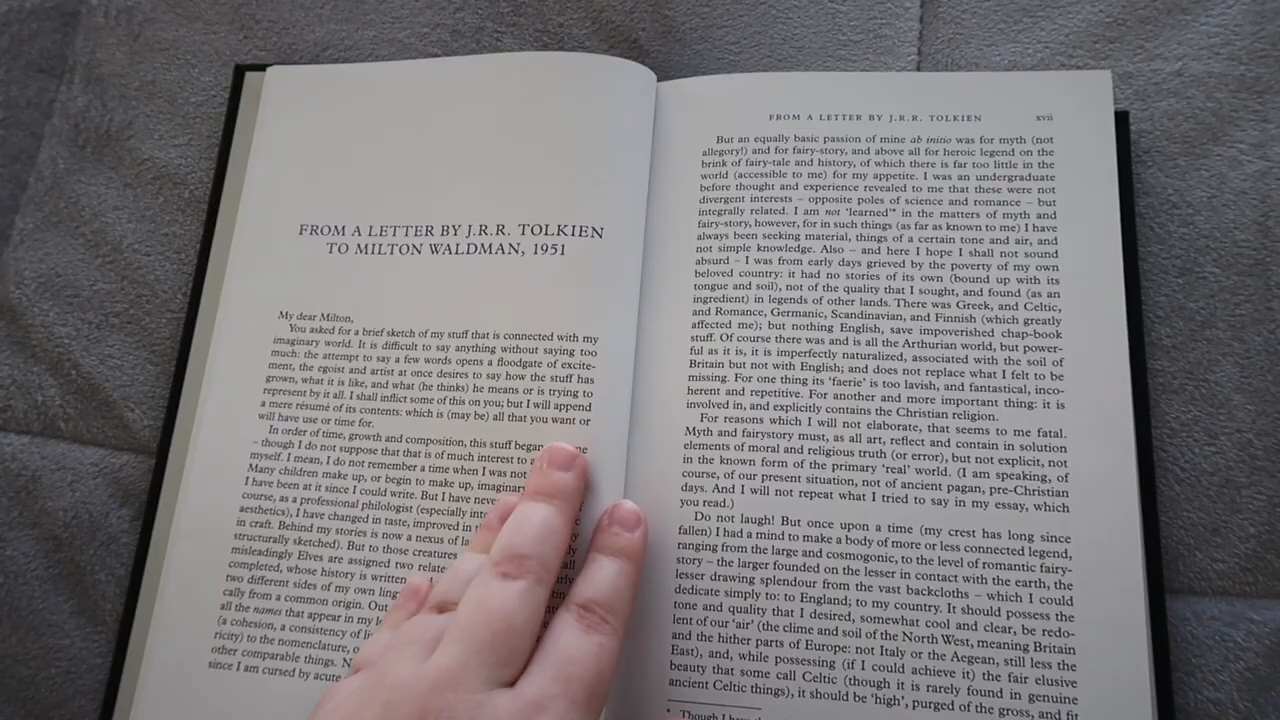 FROM A LETTER BY J.R.R. TOLKIEN
TO MILTON WALDMAN, 1951
My dear Milton,
You asked for a brief sketch of my stuff that is connected with my
imaginary world. It is difficult to say anything without saying too
much: the attempt to say a few words opens a floodgate of excite-
ment, the egoist and artist at once desires to say how the stuff has
grown, what it is like, and what (he thinks) he means or is trying to
represent by it all. I shall inflict some of this on you; but I will append
a mere résumé of its contents: which is (may be) all that you want or
will have use or time for.
In order of time, growth and composition, this stuff began
– though I do not suppose that that is of much interest to
myself. I mean, I do not remember a time when I was not
Many children make up, or begin to make up, imaginary
I have been at it since I could write. But I have
course, as a professional philologist (especially
aesthetics), I have changed in taste, improved in
in craft. Behind my stories is now a nexus of
structurally sketched). But to those creatures
misleadingly Elves are assigned two
completed, whose history is written
two different sides of my own
cally from a common origin. Out
all the names that appear in my
(a cohesion, a consistency of
ricity) to the nomenclature,
other comparable things.
since I am cursed by acute
FROM A LETTER BY J.R.R. TOLKIEN xvii
But an equally basic passion of mine ab initio was for myth (not
allegory!) and for fairy-story, and above all for heroic legend on the
brink of fairy-tale and history, of which there is far too little in the
world (accessible to me) for my appetite. I was an undergraduate
before thought and experience revealed to me that these were not
divergent interests – opposite poles of science and romance – but
integrally related. I am not 'learned'* in the matters of myth and
fairy-story, however, for in such things (as far as known to me) I have
always been seeking material, things of a certain tone and air, and
not simple knowledge. Also – and here I hope I shall not sound
absurd – I was from early days grieved by the poverty of my own
beloved country: it had no stories of its own (bound up with its
tongue and soil), not of the quality that I sought, and found (as an
ingredient) in legends of other lands. There was Greek, and Celtic,
and Romance, Germanic, Scandinavian, and Finnish (which greatly
affected me); but nothing English, save impoverished chap-book
stuff. Of course there was and is all the Arthurian world, but power-
ful as it is, it is imperfectly naturalized, associated with the soil of
Britain but not with English; and does not replace what I felt to be
missing. For one thing its 'faerie' is too lavish, and fantastical, inco-
herent and repetitive. For another and more important thing: it is
involved in, and explicitly contains the Christian religion.
For reasons which I will not elaborate, that seems to me fatal.
Myth and fairystory must, as all art, reflect and contain in solution
elements of moral and religious truth (or error), but not explicit, not
in the known form of the primary 'real' world. (I am speaking, of
course, of our present situation, not of ancient pagan, pre-Christian
days. And I will not repeat what I tried to say in my essay, which
you read.)
Do not laugh! But once upon a time (my crest has long since
fallen) I had a mind to make a body of more or less connected legend,
ranging from the large and cosmogonic, to the level of romantic fairy-
story – the larger founded on the lesser in contact with the earth, the
lesser drawing splendour from the vast backcloths – which I could
dedicate simply to: to England; to my country. It should possess the
tone and quality that I desired, somewhat cool and clear, be redo-
lent of our 'air' (the clime and soil of the North West, meaning Britain
and the hither parts of Europe: not Italy or the Aegean, still less the
East), and, while possessing (if I could achieve it) the fair elusive
beauty that some call Celtic (though it is rarely found in genuine
ancient Celtic things), it should be 'high', purged of the gross, and fit
* Though I